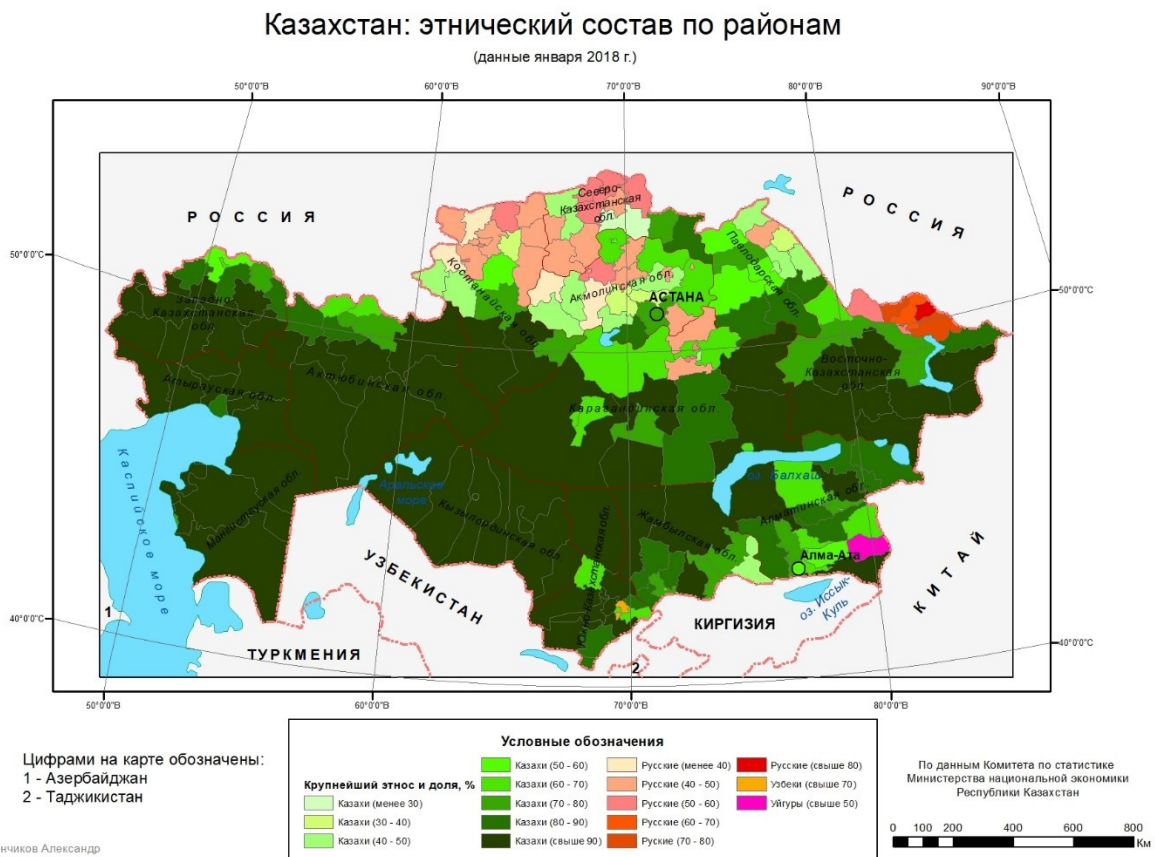 Казахстан: этнический состав по районам
(данные января 2018 г.)
50°0'0"В
60°0'0"В
70°0'0"В
80°0'0"В
90°0'0"В
РОССИЯ
РОССИЯ
Северо-
Казахстанская
обл.
50°0'0"С
50°0'0"С
Павлодарская обл.
Костанайская обл.
Акмолинская обл.
АСТАНА
Западно-
Казахстанская
обл.
Восточно-
Казахстанская
обл.
Атырауская обл.
Актюбинская обл.
Карагандинская обл.
Каспийское море
Аральское
море
оз. Балхаш
Алматинская обл.
Мангистауская обл.
Кызылординская обл.
Южно-Казахстанская обл.
Жамбылская обл.
Алма-Ата
УЗБЕКИСТАН
КИТАЙ
оз. Иссык-
Куль
1
40°0'0"С
КИРГИЗИЯ
40°0'0"С
ТУРКМЕНИЯ
2
50°0'0"В
60°0'0"В
70°0'0"В
80°0'0"В
Цифрами на карте обозначены:
1 - Азербайджан
2 - Таджикистан
Условные обозначения
Крупнейший этнос и доля, %
Казахи (менее 30)
Казахи (30 - 40)
Казахи (40 - 50)
Казахи (50 - 60)
Казахи (60 - 70)
Казахи (70 - 80)
Казахи (80 - 90)
Казахи (свыше 90)
Русские (менее 40)
Русские (40 - 50)
Русские (50 - 60)
Русские (60 - 70)
Руские (70 - 80)
Русские (свыше 80)
Узбеки (свыше 70)
Уйгуры (свыше 50)
По данным Комитета по статистике
Министерства национальной экономики
Республики Казахстан
0 100 200 400 600 800
Км
нчиков Александр